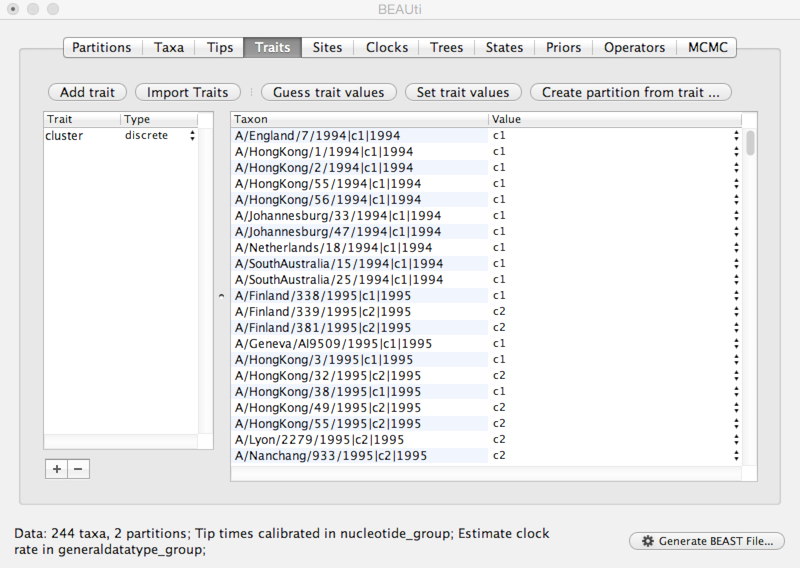 BEAUti
Partitions Taxa Tips Traits Sites Clocks Trees States Priors Operators MCMC
Add trait Import Traits Guess trait values Set trait values Create partition from trait ...
Trait Type Taxon Value
cluster discrete A/England/7/1994|c1|1994 c1
A/HongKong/1/1994|c1|1994 c1
A/HongKong/2/1994|c1|1994 c1
A/HongKong/55/1994|c1|1994 c1
A/HongKong/56/1994|c1|1994 c1
A/Johannesburg/33/1994|c1|1994 c1
A/Johannesburg/47/1994|c1|1994 c1
A/Netherlands/18/1994|c1|1994 c1
A/SouthAustralia/15/1994|c1|1994 c1
A/SouthAustralia/25/1994|c1|1994 c1
A/Finland/338/1995|c1|1995 c1
A/Finland/339/1995|c2|1995 c2
A/Finland/381/1995|c2|1995 c2
A/Geneva/AI9509/1995|c1|1995 c1
A/HongKong/3/1995|c1|1995 c1
A/HongKong/32/1995|c2|1995 c2
A/HongKong/38/1995|c1|1995 c1
A/HongKong/49/1995|c2|1995 c2
A/HongKong/55/1995|c2|1995 c2
A/Lyon/2279/1995|c2|1995 c2
A/Nanchang/933/1995|c2|1995 c2
+ −
Data: 244 taxa, 2 partitions; Tip times calibrated in nucleotide_group; Estimate clock
rate in generaldatatype_group;
Generate BEAST File...